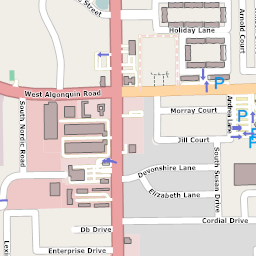 Street
Holiday Lane
Arnold Court
West Algonquin Road
P
South Nordic Road
Morray Court
Andrea Lane
P
P
Jill Court
Devonshire Lane
South Susan Drive
Elizabeth Lane
Cordial Drive
Db Drive
Enterprise Drive